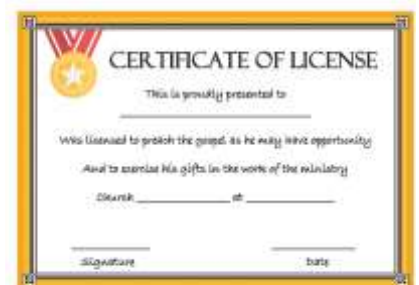 CERTIFICATE OF LICENSE
This is proudly presented to
Was licensed to preach the gospel as he may have opportunity
And to exercise his gifts in the work of the ministry
Church at
Signature Date